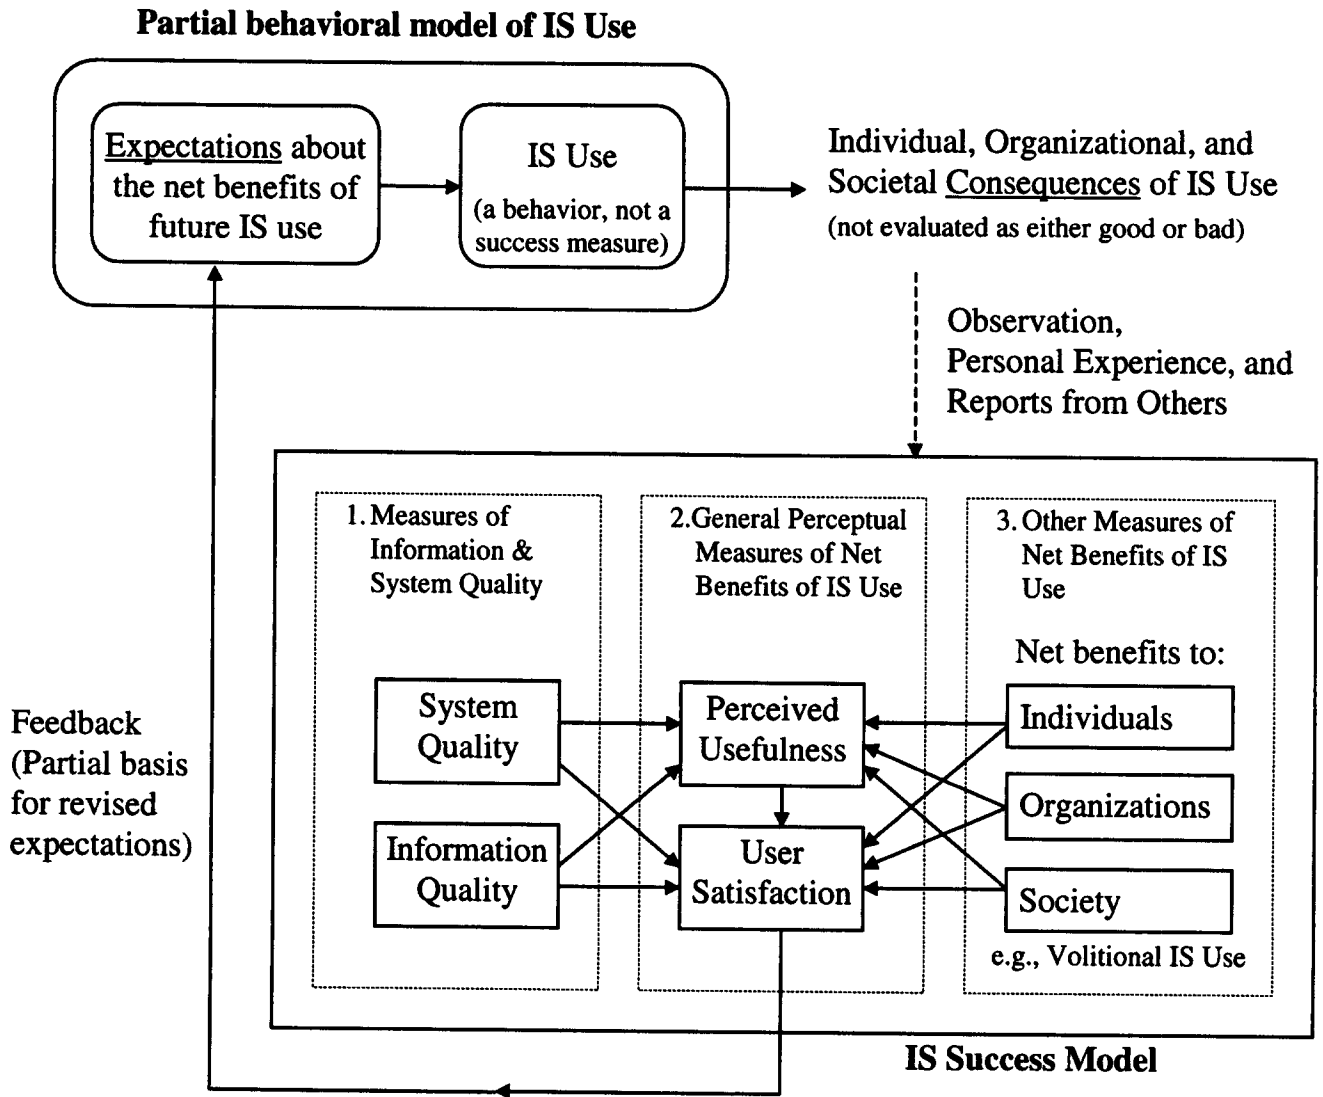 Partial behavioral model of IS Use
Expectations about
the net benefits of
future IS use
IS Use
(a behavior, not a
success measure)
Individual, Organizational, and
Societal Consequences of IS Use
(not evaluated as either good or bad)
Observation,
Personal Experience, and
Reports from Others
1. Measures of
Information &
System Quality
2. General Perceptual
Measures of Net
Benefits of IS Use
3. Other Measures of
Net Benefits of IS
Use
Net benefits to:
System
Quality
Perceived
Usefulness
Individuals
Organizations
Information
Quality
User
Satisfaction
Society
e.g., Volitional IS Use
Feedback
(Partial basis
for revised
expectations)
IS Success Model